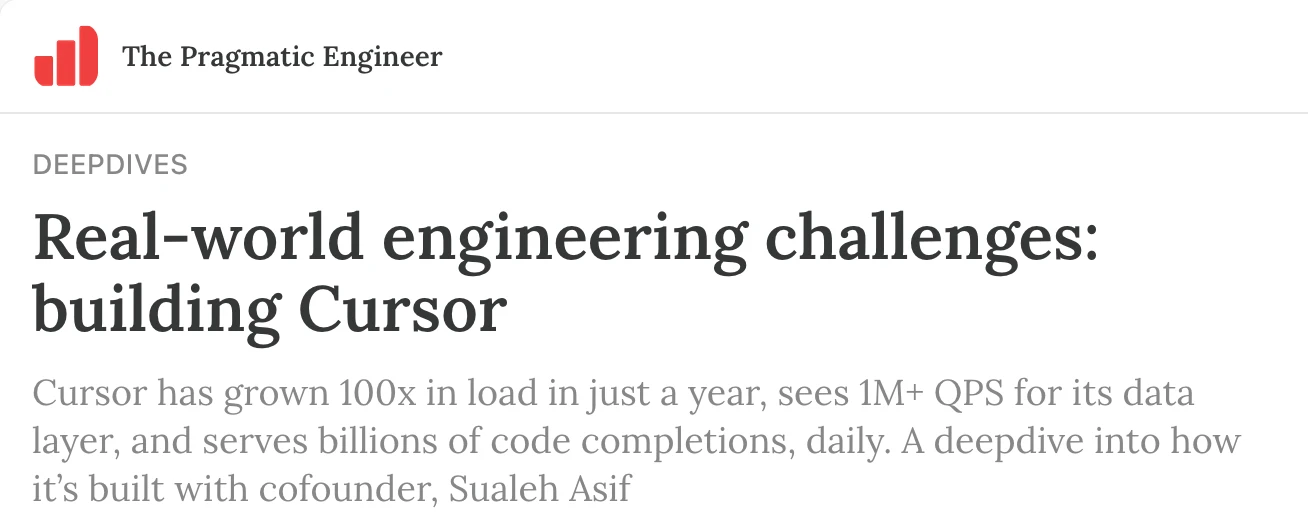 The Pragmatic Engineer
DEEPDIVES
Real-world engineering challenges:
building Cursor
Cursor has grown 100x in load in just a year, sees 1M+ QPS for its data
layer, and serves billions of code completions, daily. A deepdive into how
it’s built with cofounder, Sualeh Asif